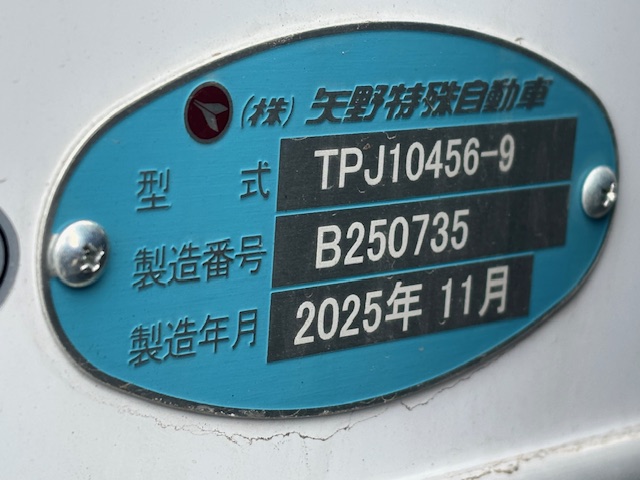 (株) 矢野特殊自動車
型 式 TPJ10456-9
製造番号 B250735
製造年月 2025年 11月